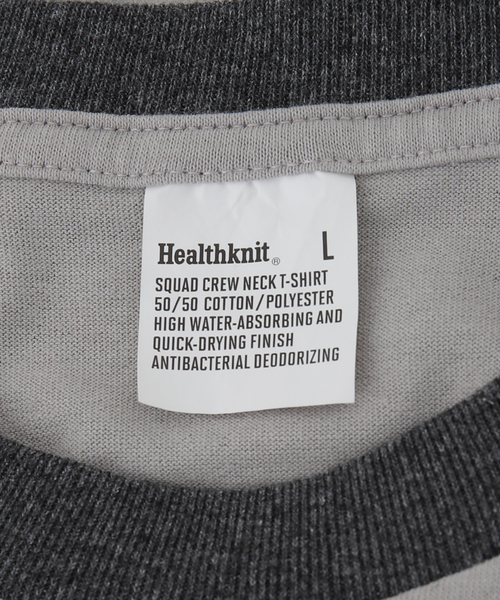 Healthknit® L
SQUAD CREW NECK T-SHIRT
50/50 COTTON/POLYESTER
HIGH WATER-ABSORBING AND
QUICK-DRYING FINISH
ANTIBACTERIAL DEODORIZING